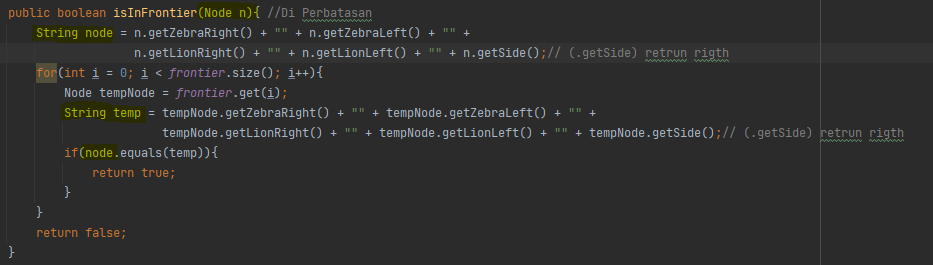 public boolean isInFrontier(Node n){ //Di Perbatasan
String node = n.getZebraRight() + "" + n.getZebraLeft() + "" +
n.getLionRight() + "" + n.getLionLeft() + "" + n.getSide();// (.getSide) retrun rigth
for(int i = 0; i < frontier.size(); i++){
Node tempNode = frontier.get(i);
String temp = tempNode.getZebraRight() + "" + tempNode.getZebraLeft() + "" +
tempNode.getLionRight() + "" + tempNode.getLionLeft() + "" + tempNode.getSide();// (.getSide) retrun rigth
if(node.equals(temp)){
return true;
}
}
return false;
}